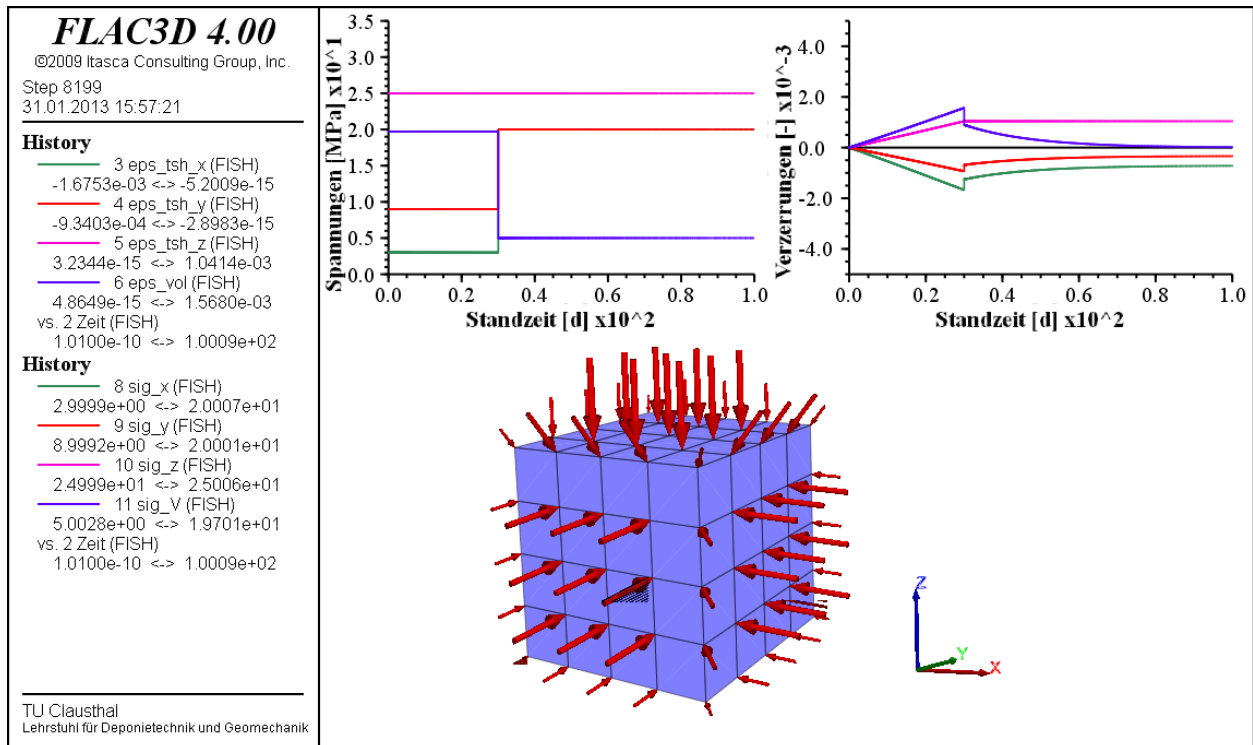 FLAC3D 4.00
©2009 Itasca Consulting Group, Inc.
Step 8199
31.01.2013 15:57:21
History
3 eps_tsh_x (FISH)
-1.6753e-03 <-> -5.2009e-15
4 eps_tsh_y (FISH)
-9.3403e-04 <-> -2.8983e-15
5 eps_tsh_z (FISH)
3.2344e-15 <-> 1.0414e-03
6 eps_vol (FISH)
4.8649e-15 <-> 1.5680e-03
vs. 2 Zeit (FISH)
1.0100e-10 <-> 1.0009e+02
History
8 sig_x (FISH)
2.9999e+00 <-> 2.0007e+01
9 sig_y (FISH)
8.9992e+00 <-> 2.0001e+01
10 sig_z (FISH)
2.4999e+01 <-> 2.5006e+01
11 sig_V (FISH)
5.0028e+00 <-> 1.9701e+01
vs. 2 Zeit (FISH)
1.0100e-10 <-> 1.0009e+02
TU Clausthal
Lehrstuhl für Deponietechnik und Geomechanik
Spannungen [MPa] x10^1
3.5
3.0
2.5
2.0
1.5
1.0
0.5
0.0
0.0 0.2 0.4 0.6 0.8 1.0
Standzeit [d] x10^2
Verzerrungen [-] x10^-3
4.0
2.0
0.0
-2.0
-4.0
0.0 0.2 0.4 0.6 0.8 1.0
Standzeit [d] x10^2
Z
Y
X